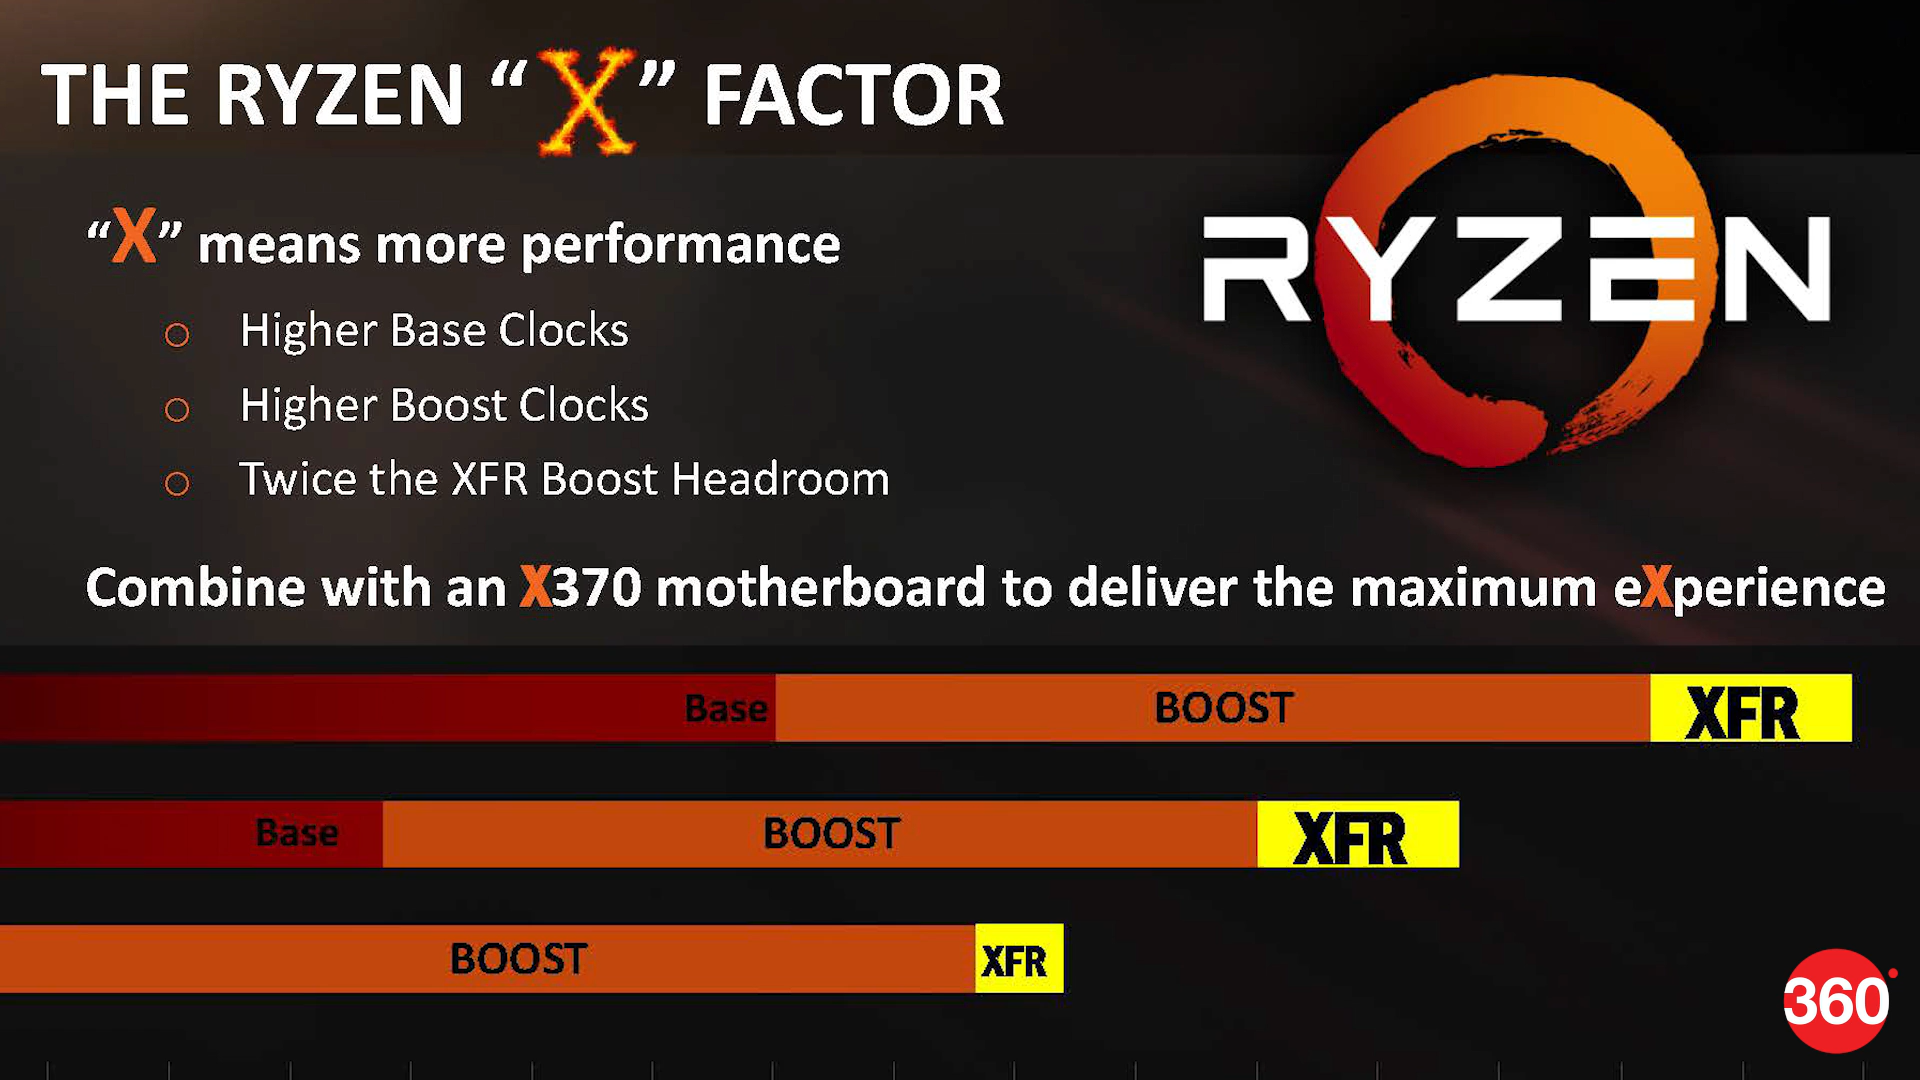 THE RYZEN “X” FACTOR
“X” means more performance
o Higher Base Clocks
o Higher Boost Clocks
o Twice the XFR Boost Headroom
RYZEN
Combine with an X370 motherboard to deliver the maximum eXperience
Base BOOST XFR
Base BOOST XFR
BOOST XFR
360